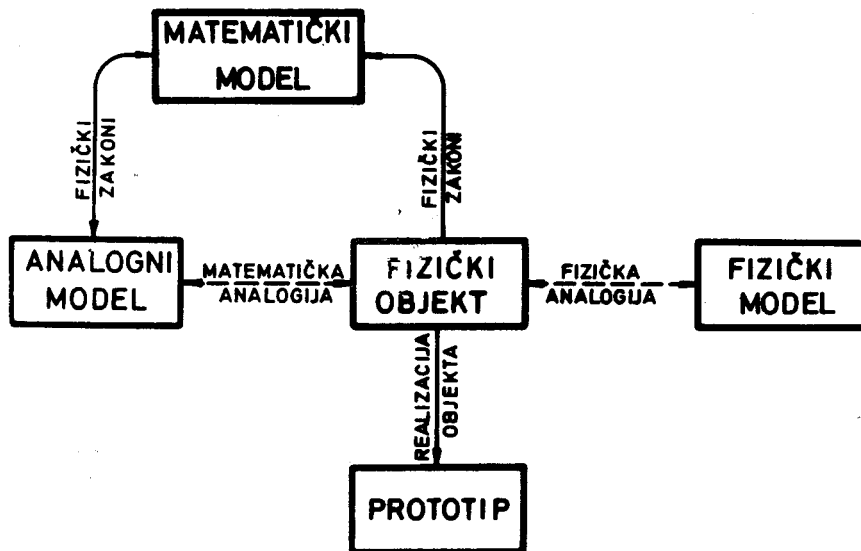 MATEMATIČKI
MODEL
FIZIČKI
ZAKONI
FIZIČKI
ZAKONI
ANALOGNI
MODEL
MATEMATIČKA
ANALOGIJA
FIZIČKI
OBJEKT
FIZIČKA
ANALOGIJA
FIZIČKI
MODEL
REALIZACIJA
OBJEKTA
PROTOTIP